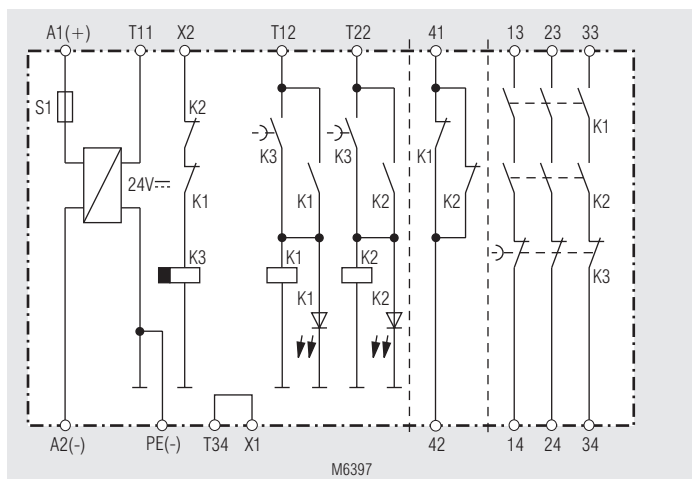 A1(+) T11 X2 T12 T22 41 13 23 33
S1
K2
K3 K3 K1 K1
24V
K1 K1 K2 K2 K2
K3 K1 K2 K3
K1 K2
A2(-) PE(-) T34 X1 42 14 24 34
M6397